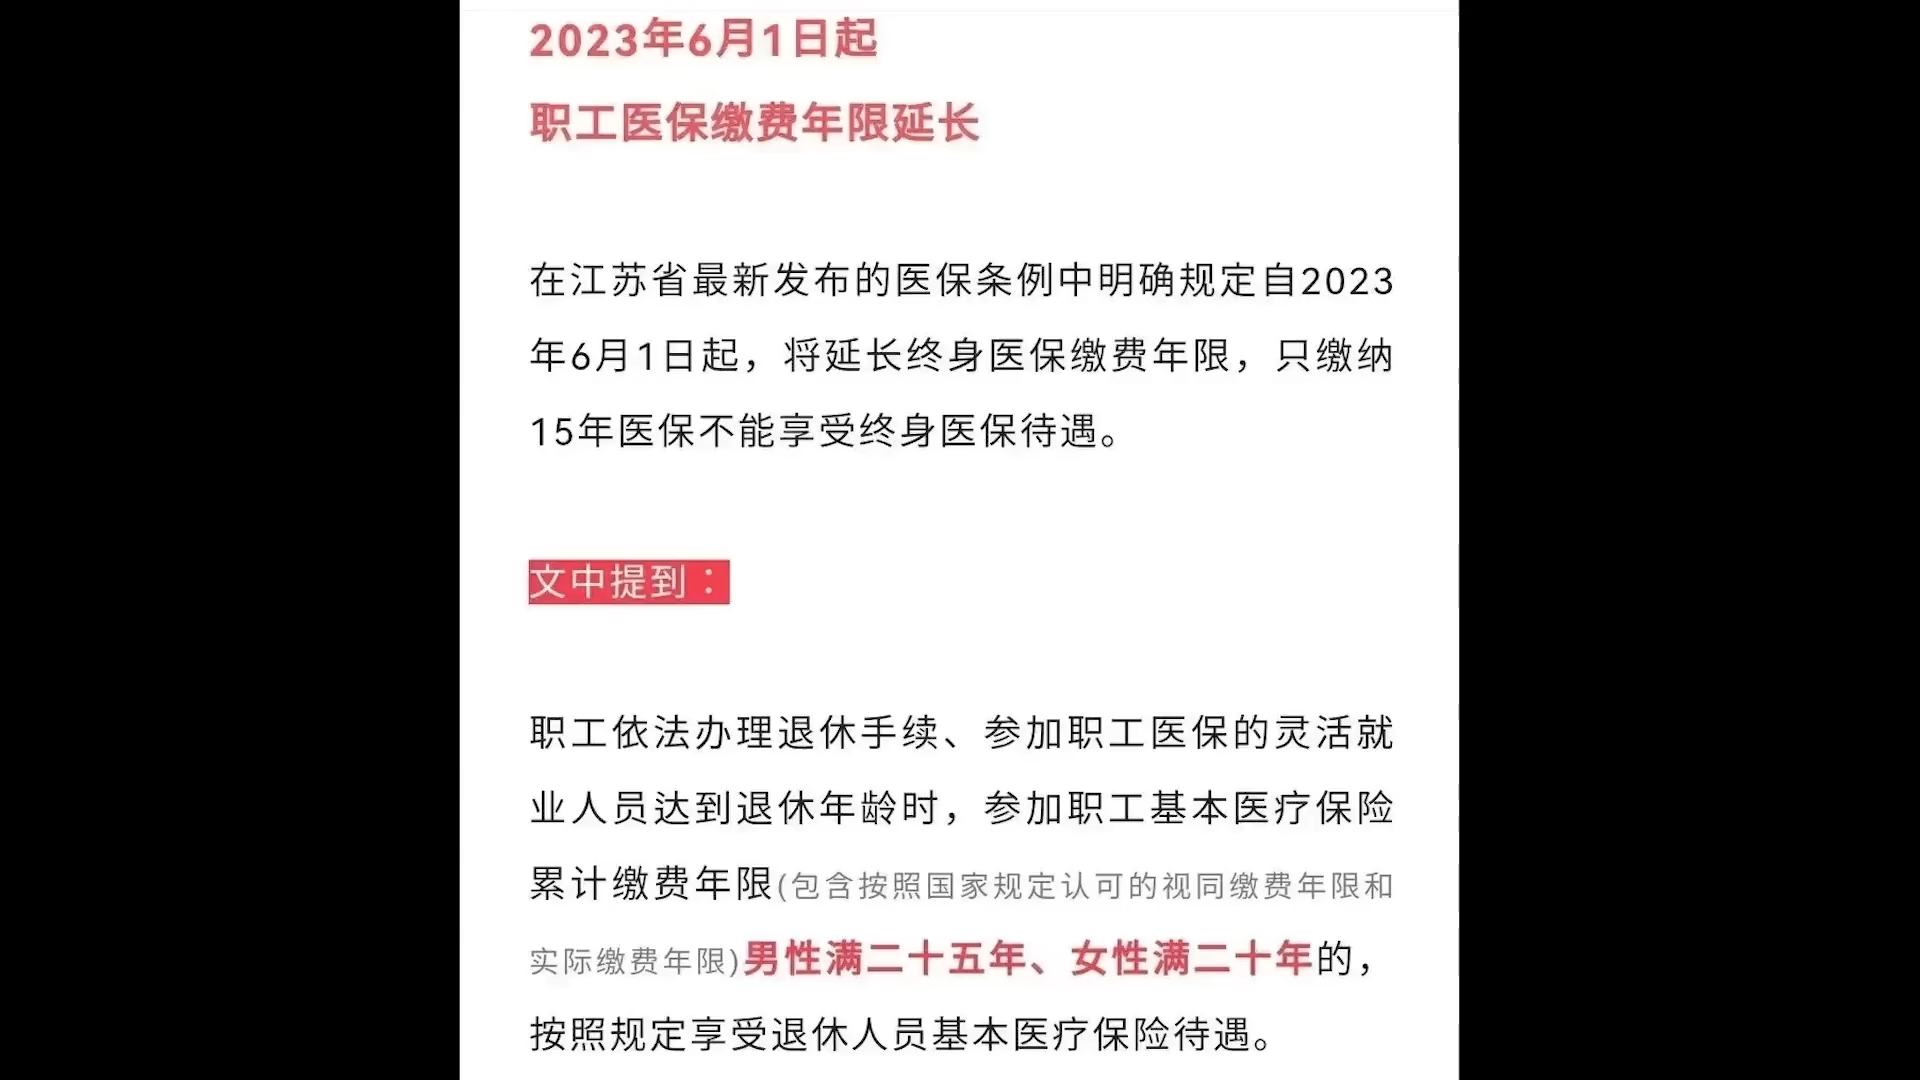 2023年6月1日起
职工医保缴费年限延长
在江苏省最新发布的医保条例中明确规定自2023
年6月1日起，将延长终身医保缴费年限，只缴纳
15年医保不能享受终身医保待遇。
文中提到：
职工依法办理退休手续、参加职工医保的灵活就
业人员达到退休年龄时，参加职工基本医疗保险
累计缴费年限(包含按照国家规定认可的视同缴费年限和
实际缴费年限)男性满二十五年、女性满二十年的，
按照规定享受退休人员基本医疗保险待遇。